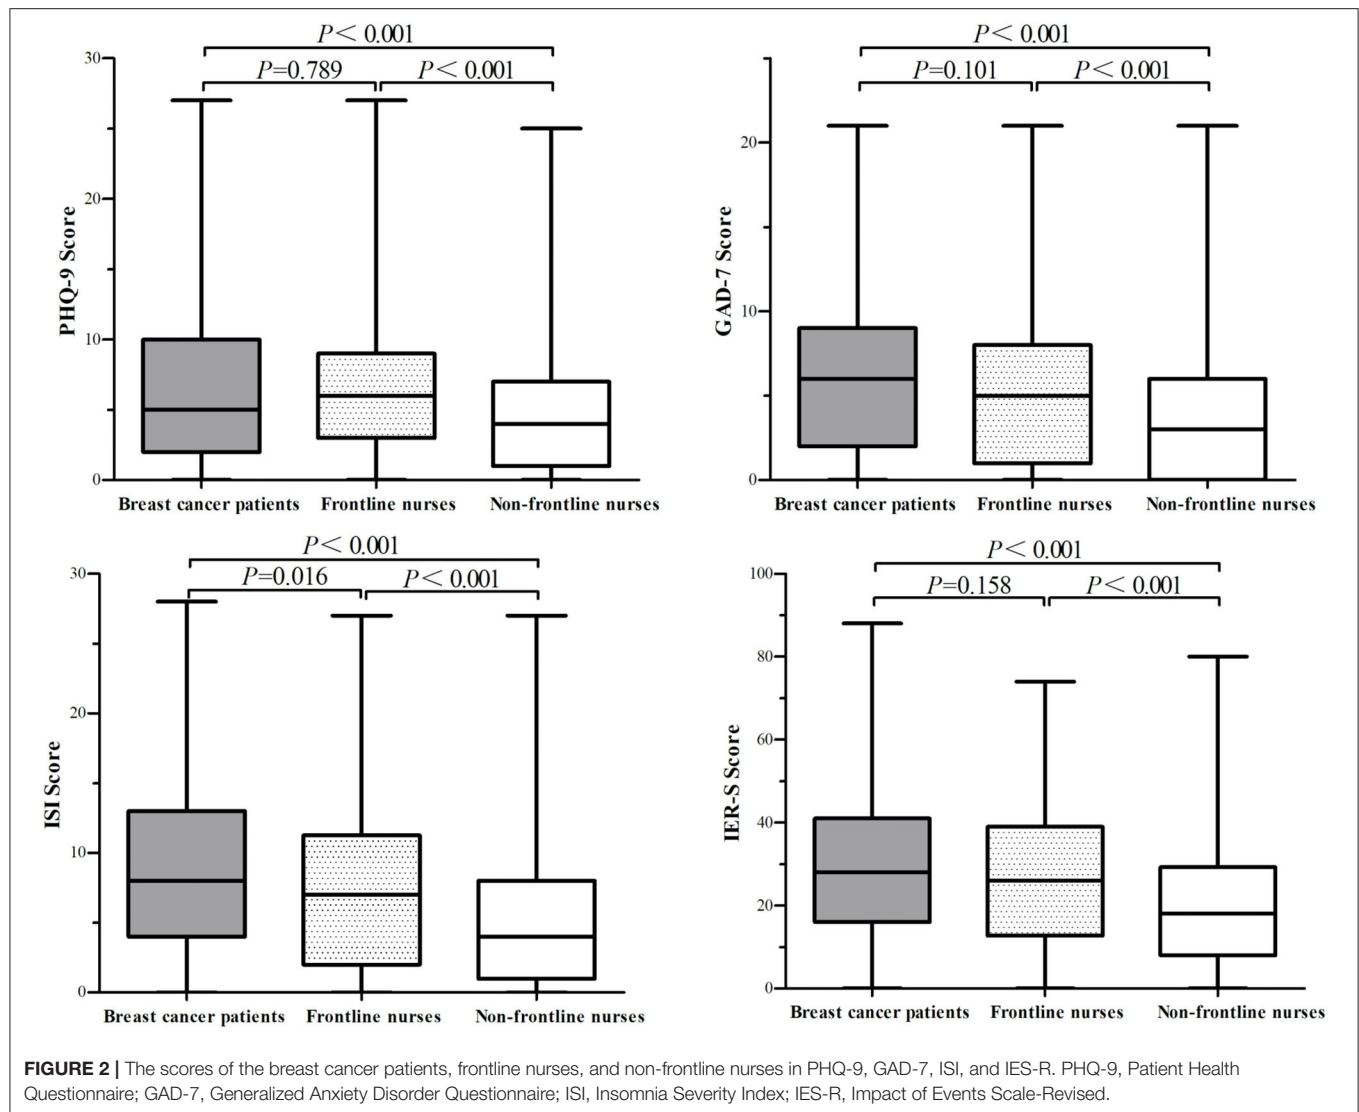 P< 0.001
P=0.789
P< 0.001
30
20
10
0
PHQ-9 Score
Breast cancer patients
Frontline nurses
Non-frontline nurses
P< 0.001
P=0.101
P< 0.001
20
10
0
GAD-7 Score
Breast cancer patients
Frontline nurses
Non-frontline nurses
P< 0.001
P=0.016
P< 0.001
30
20
10
0
ISI Score
Breast cancer patients
Frontline nurses
Non-frontline nurses
P< 0.001
P=0.158
P< 0.001
100
80
60
40
20
0
IER-S Score
Breast cancer patients
Frontline nurses
Non-frontline nurses
FIGURE 2 | The scores of the breast cancer patients, frontline nurses, and non-frontline nurses in PHQ-9, GAD-7, ISI, and IES-R. PHQ-9, Patient Health
Questionnaire; GAD-7, Generalized Anxiety Disorder Questionnaire; ISI, Insomnia Severity Index; IES-R, Impact of Events Scale-Revised.